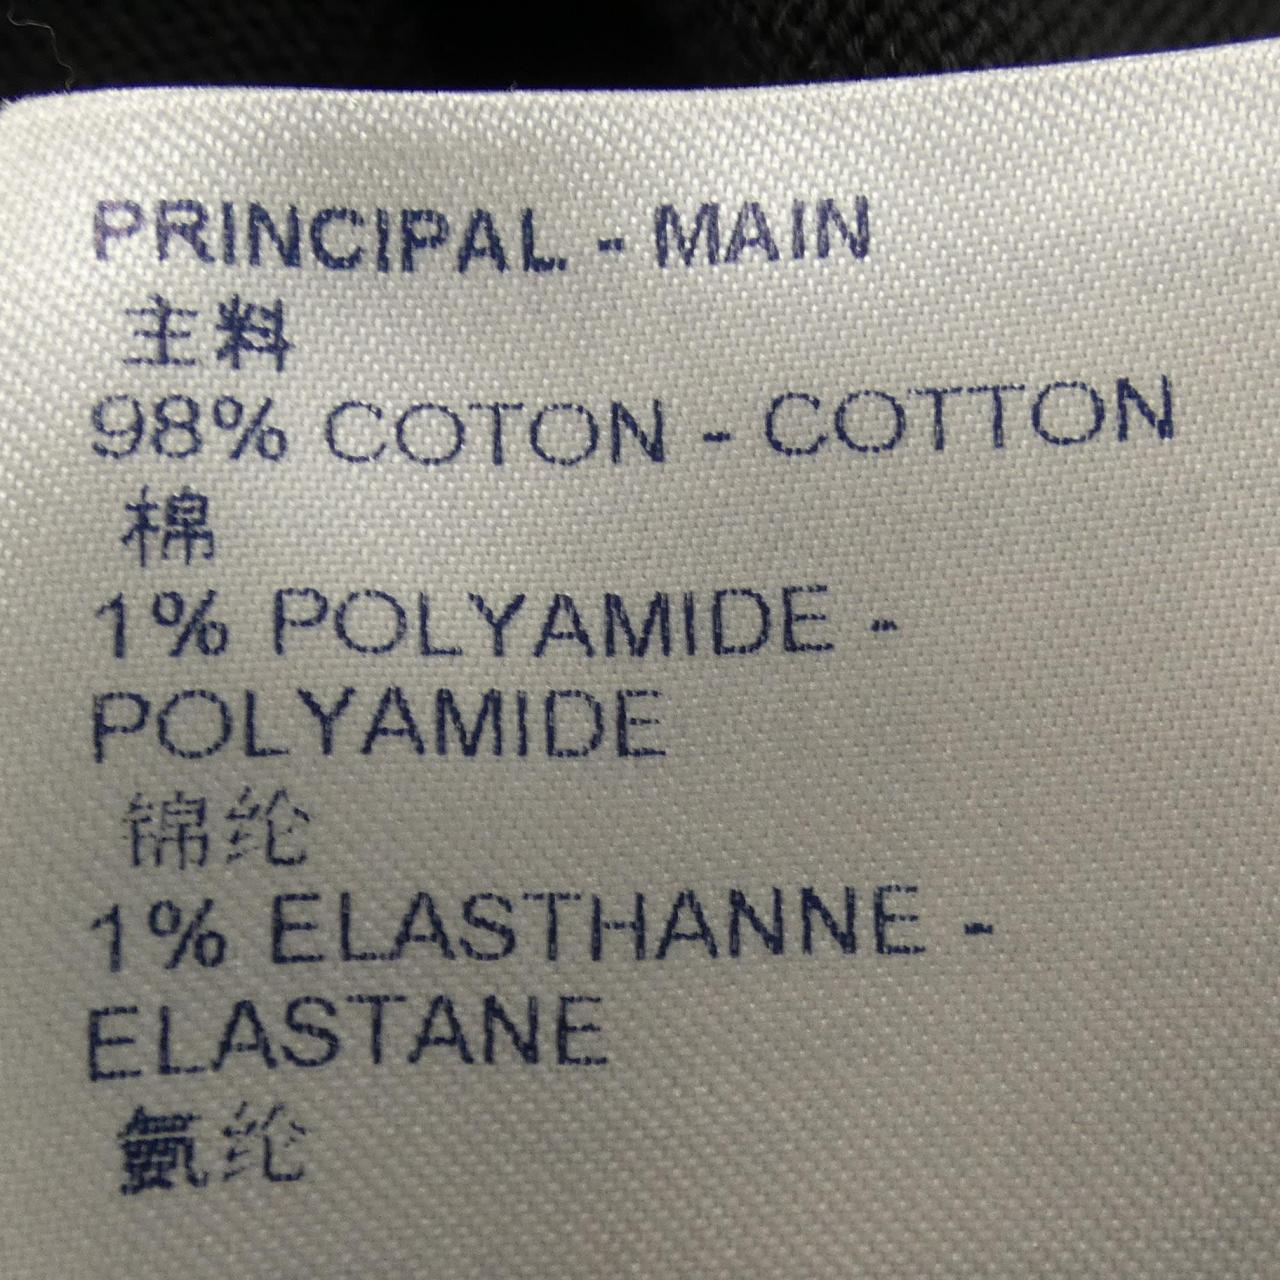 PRINCIPAL - MAIN
主料
98% COTON - COTTON
棉
1% POLYAMIDE -
POLYAMIDE
锦纶
1% ELASTHANNE -
ELASTANE
氨纶